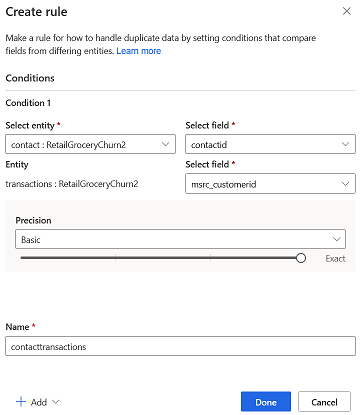 Create rule
Make a rule for how to handle duplicate data by setting conditions that compare
fields from differing entities. Learn more
Conditions
Condition 1
Select entity * Select field *
contact : RetailGroceryChurn2 contactid
Entity Select field *
transactions : RetailGroceryChurn2 msrc_customerid
Precision
Basic
Exact
Name *
contacttransactions
+ Add Done Cancel